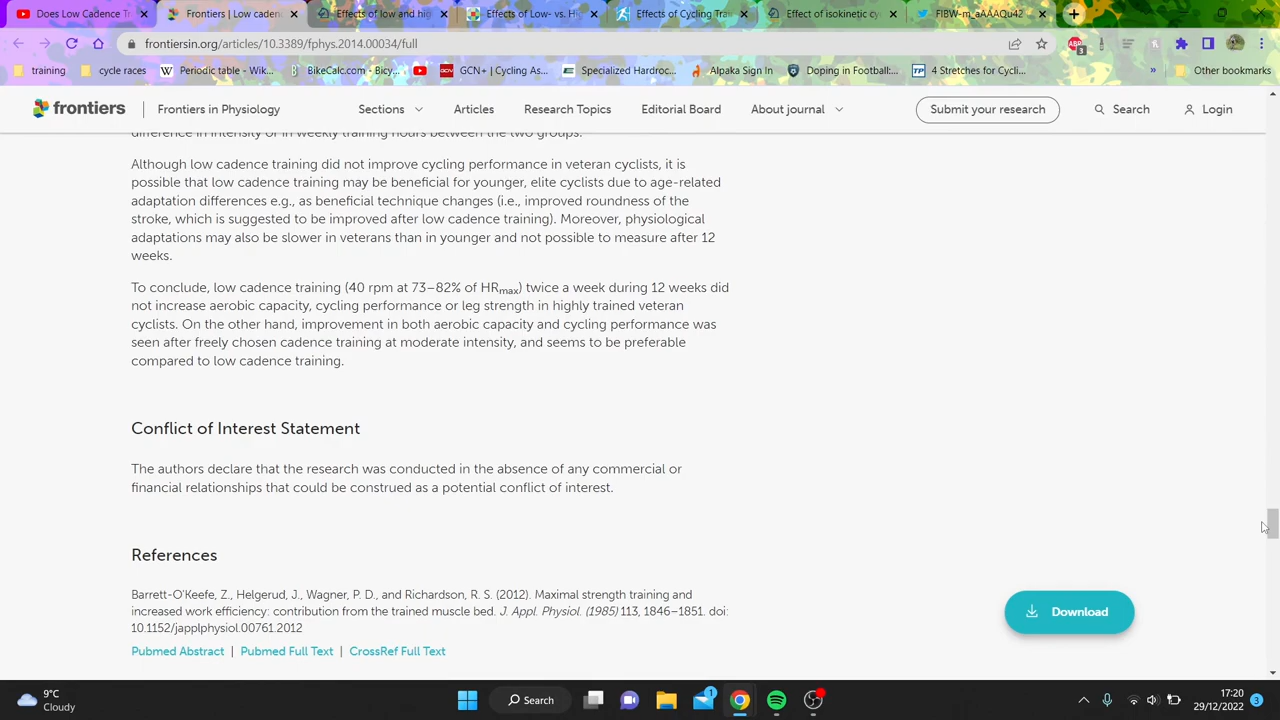 Does Low Cadence Tr
Frontiers | Low caden
Effects of low and hig
Effects of Low- vs. Hi
Effects of Cycling Tra
Effect of isokinetic cy
FIBW-m_aAAQu42
frontiersin.org/articles/10.3389/fphys.2014.00034/full
training
cycle races
Periodic table - Wik...
BikeCalc.com - Bicy...
GCN+ | Cycling As...
Specialized Hardroc...
Alpaka Sign In
Doping in Football:...
4 Stretches for Cycli...
»
Other bookmarks
frontiers
Frontiers in Physiology
Sections
Articles
Research Topics
Editorial Board
About journal
Submit your research
Search
Login
difference in intensity or in weekly training hours between the two groups.
Although low cadence training did not improve cycling performance in veteran cyclists, it is
possible that low cadence training may be beneficial for younger, elite cyclists due to age-related
adaptation differences e.g., as beneficial technique changes (i.e., improved roundness of the
stroke, which is suggested to be improved after low cadence training). Moreover, physiological
adaptations may also be slower in veterans than in younger and not possible to measure after 12
weeks.
To conclude, low cadence training (40 rpm at 73–82% of HRmax) twice a week during 12 weeks did
not increase aerobic capacity, cycling performance or leg strength in highly trained veteran
cyclists. On the other hand, improvement in both aerobic capacity and cycling performance was
seen after freely chosen cadence training at moderate intensity, and seems to be preferable
compared to low cadence training.
Conflict of Interest Statement
The authors declare that the research was conducted in the absence of any commercial or
financial relationships that could be construed as a potential conflict of interest.
References
Barrett-O'Keefe, Z., Helgerud, J., Wagner, P. D., and Richardson, R. S. (2012). Maximal strength training and
increased work efficiency: contribution from the trained muscle bed. J. Appl. Physiol. (1985) 113, 1846–1851. doi:
10.1152/japplphysiol.00761.2012
Pubmed Abstract | Pubmed Full Text | CrossRef Full Text
Download
9°C
Cloudy
Search
1
17:20
29/12/2022
3